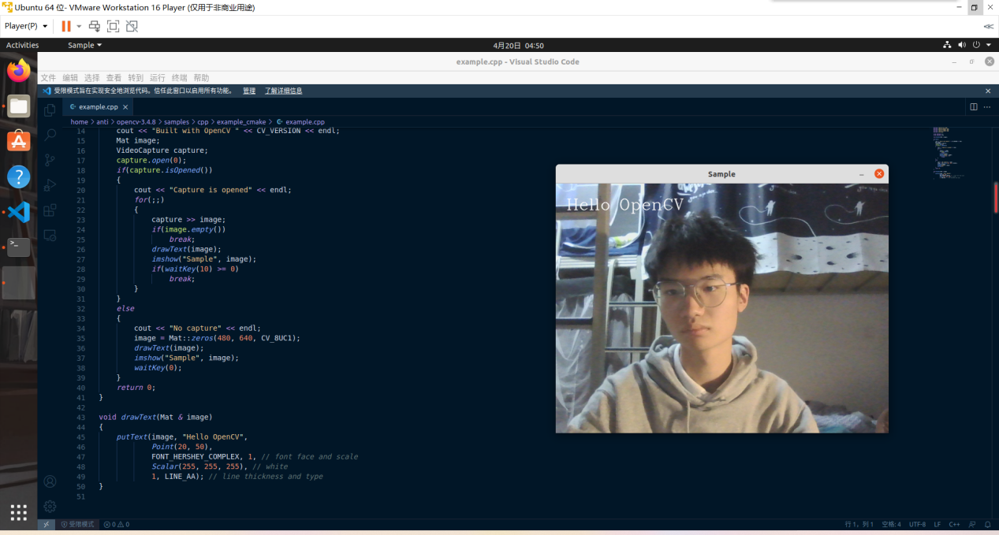 Ubuntu 64 位- VMware Workstation 16 Player (仅用于非商业用途)
Player(P)
Activities
Sample
4月20日 04:50
example.cpp - Visual Studio Code
文件 编辑 选择 查看 转到 运行 终端 帮助
受限模式旨在实现安全地浏览代码。信任此窗口以启用所有功能。 管理 了解详细信息
example.cpp
home > anti > opencv-3.4.8 > samples > cpp > example_cmake > example.cpp
14 cout << "Built with OpenCV " << CV_VERSION << endl;
15 Mat image;
16 VideoCapture capture;
17 capture.open(0);
18 if(capture.isOpened())
19 {
20 cout << "Capture is opened" << endl;
21 for(;;)
22 {
23 capture >> image;
24 if(image.empty())
25 break;
26 drawText(image);
27 imshow("Sample", image);
28 if(waitKey(10) >= 0)
29 break;
30 }
31 }
32 else
33 {
34 cout << "No capture" << endl;
35 image = Mat::zeros(480, 640, CV_8UC1);
36 drawText(image);
37 imshow("Sample", image);
38 waitKey(0);
39 }
40 return 0;
41 }
42
43 void drawText(Mat & image)
44 {
45 putText(image, "Hello OpenCV",
46 Point(20, 50),
47 FONT_HERSHEY_COMPLEX, 1, // font face and scale
48 Scalar(255, 255, 255), // white
49 1, LINE_AA); // line thickness and type
50 }
51
Sample
Hello OpenCV
受限模式 0 0
行 1，列 1 空格: 4 UTF-8 LF C++